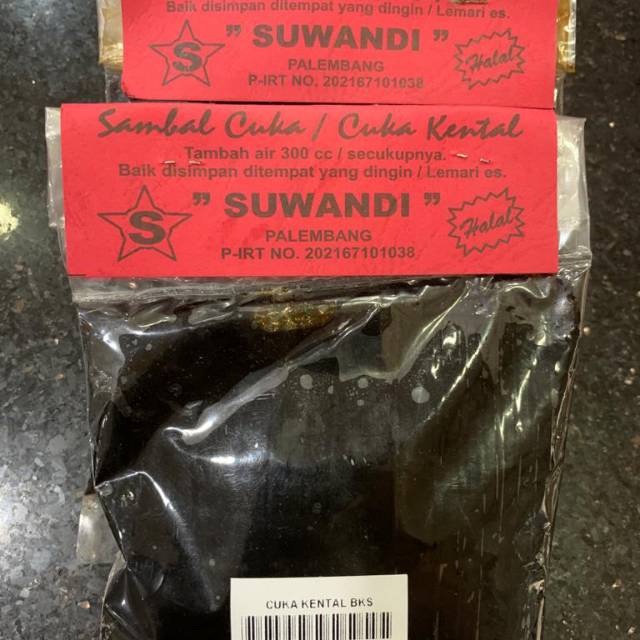 Baik disimpan ditempat yang dingin / Lemari es.
S
" SUWANDI "
Halal
PALEMBANG
P-IRT NO. 202167101038
Sambal Cuka / Cuka Kental
Tambah air 300 cc / secukupnya.
Baik disimpan ditempat yang dingin / Lemari es.
S
" SUWANDI "
Halal
PALEMBANG
P-IRT NO. 202167101038
CUKA KENTAL BKS